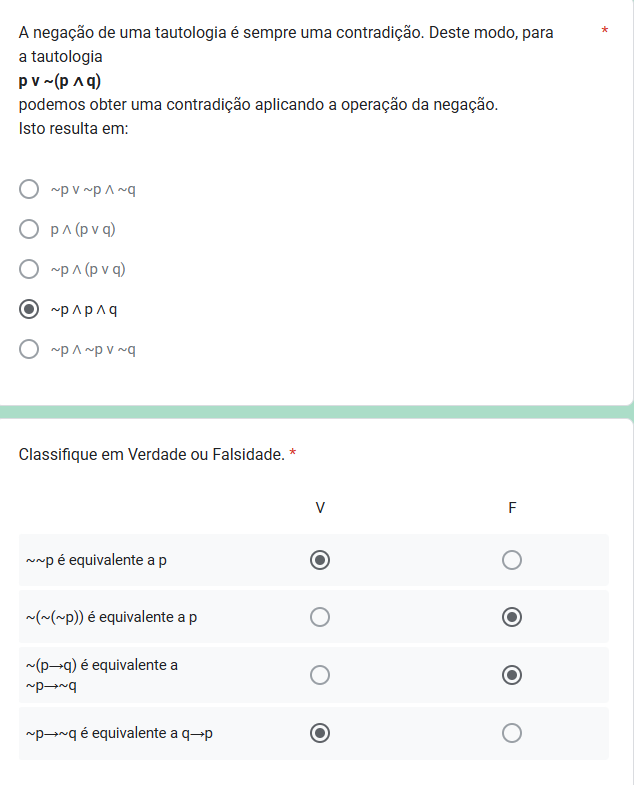 A negação de uma tautologia é sempre uma contradição. Deste modo, para *
a tautologia
p v ~(p ∧ q)
podemos obter uma contradição aplicando a operação da negação.
Isto resulta em:
~p v ~p ∧ ~q
p ∧ (p v q)
~p ∧ (p v q)
~p ∧ p ∧ q
~p ∧ ~p v ~q
Classifique em Verdade ou Falsidade. *
V F
~~p é equivalente a p
~(~(~p)) é equivalente a p
~(p→q) é equivalente a
~p→~q
~p→~q é equivalente a q→p